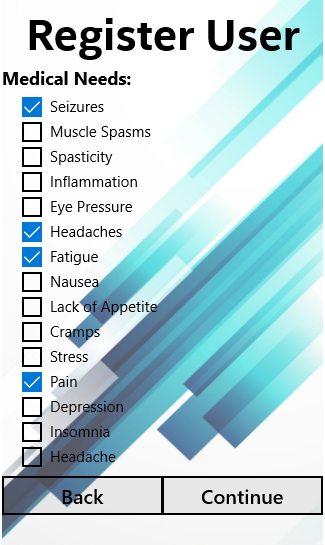 Register User
Medical Needs:
Seizures
Muscle Spasms
Spasticity
Inflammation
Eye Pressure
Headaches
Fatigue
Nausea
Lack of Appetite
Cramps
Stress
Pain
Depression
Insomnia
Headache
Back Continue